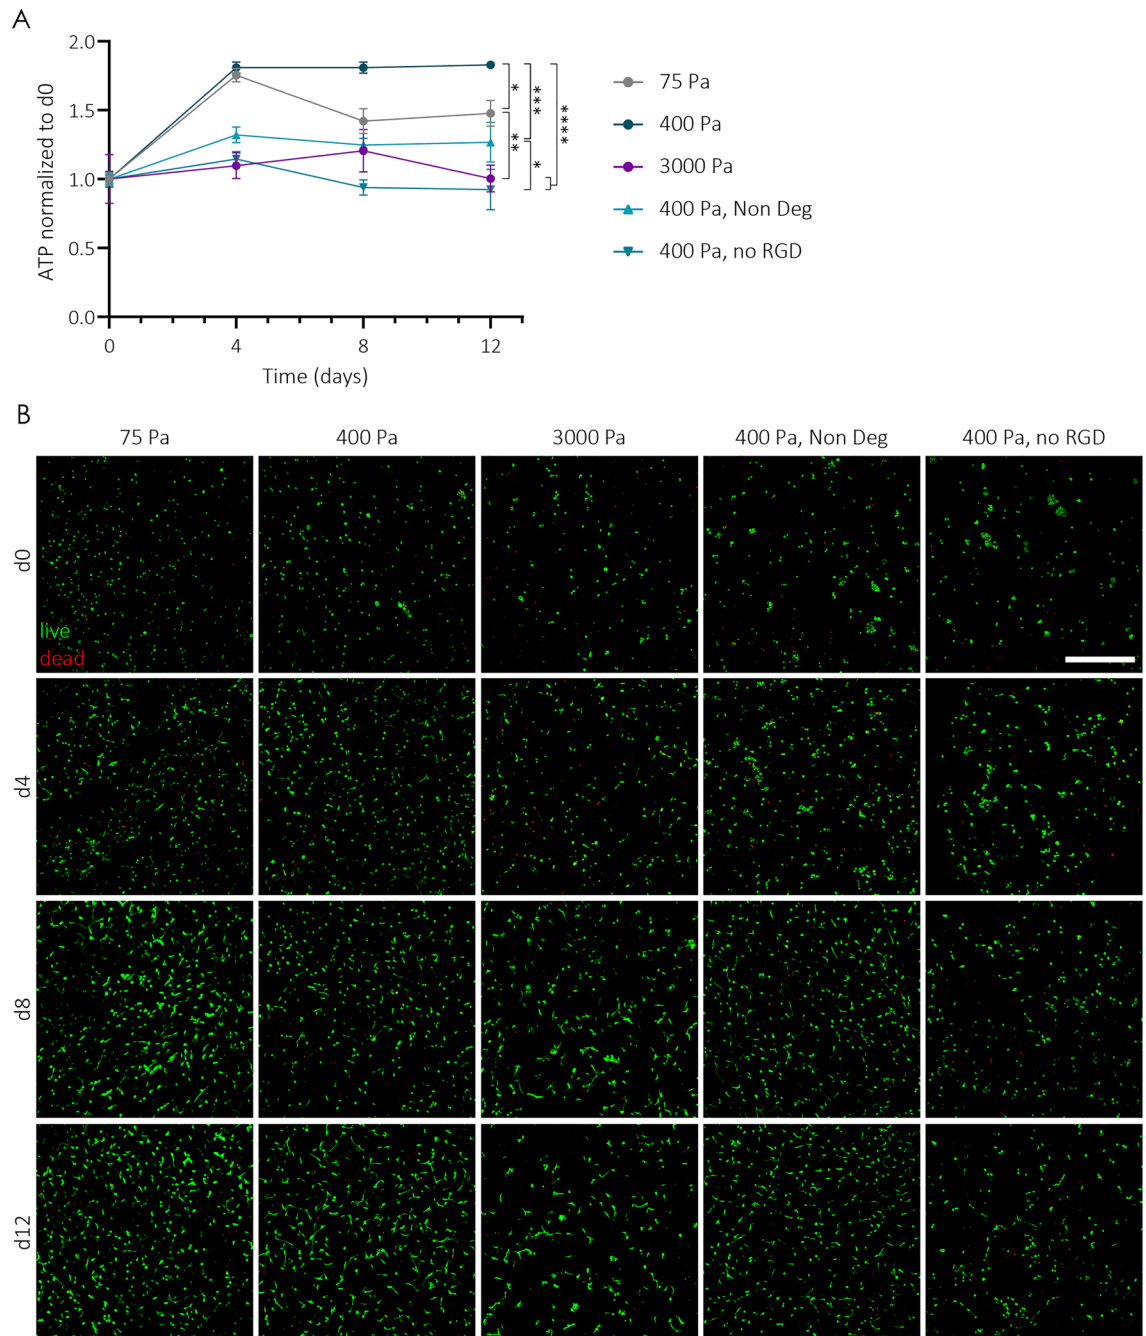 A
2.0
1.5
1.0
0.5
0.0
ATP normalized to d0
0 4 8 12
Time (days)
*
***
****
**
*
75 Pa
400 Pa
3000 Pa
400 Pa, Non Deg
400 Pa, no RGD
B
75 Pa 400 Pa 3000 Pa 400 Pa, Non Deg 400 Pa, no RGD
d0
live
dead
d4
d8
d12